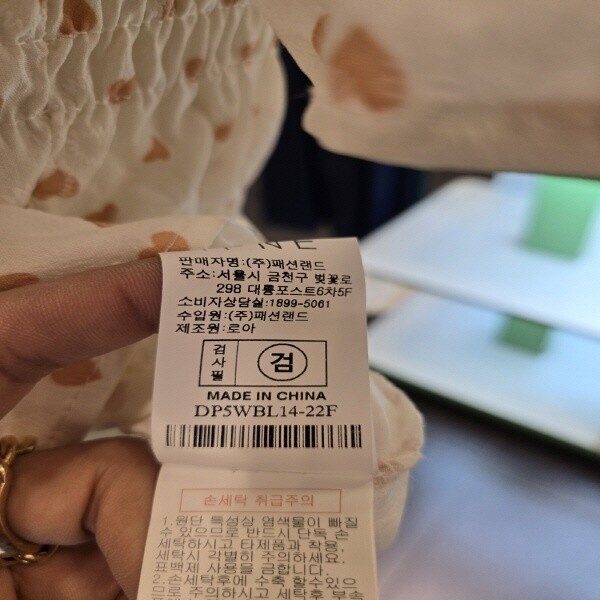 판매자명:(주)패션랜드
주소:서울시 금천구 벚꽃로
298 대륭포스트6차5F
소비자상담실:1899-5061
수입원:(주)패션랜드
제조원:로아
검사필 검
MADE IN CHINA
DP5WBL14-22F
손세탁 취급주의
1.원단 특성상 염색물이 빠질
수 있으므로 반드시 단독 손
세탁하시고 타제품과 착용,
세탁시 각별히 주의하세요.
표백제 사용을 금합니다.
2.손세탁후에 수축 할수있으
므로 주의하시고 세탁후 부속